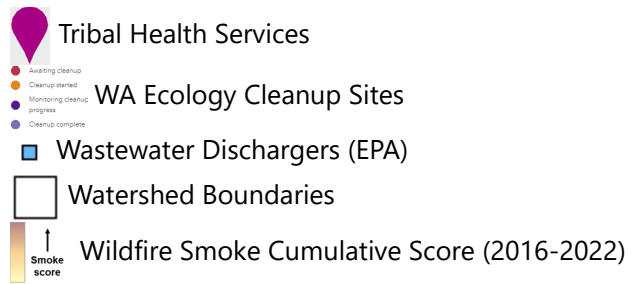 Tribal Health Services
Awaiting cleanup
Cleanup started
Monitoring cleanup
progress
Cleanup complete
WA Ecology Cleanup Sites
Wastewater Dischargers (EPA)
Watershed Boundaries
Smoke
score
Wildfire Smoke Cumulative Score (2016-2022)